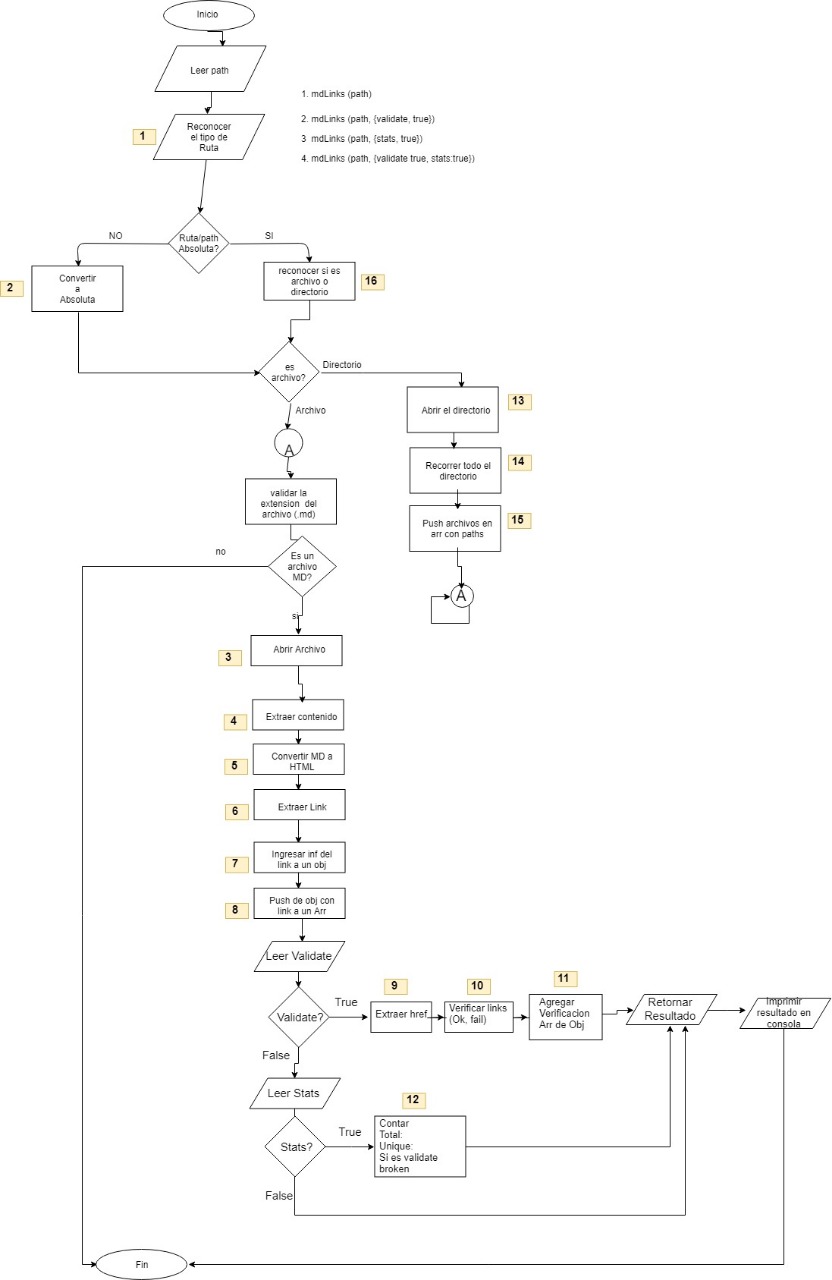 Inicio
Leer path
1. mdLinks (path)
2. mdLinks (path, {validate, true})
3 mdLinks (path, {stats, true})
4. mdLinks (path, {validate true, stats:true})
1
Reconocer
el tipo de
Ruta
NO
Ruta/path
Absoluta?
SI
2
Convertir
a
Absoluta
reconocer si es
archivo o
directorio
16
es
archivo?
Directorio
Archivo
A
Abrir el directorio
13
Recorrer todo el
directorio
14
Push archivos en
arr con paths
15
A
validar la
extension del
archivo (.md)
no
Es un
archivo
MD?
si
3
Abrir Archivo
4
Extraer contenido
5
Convertir MD a
HTML
6
Extraer Link
7
Ingresar inf del
link a un obj
8
Push de obj con
link a un Arr
Leer Validate
Validate?
True
9
Extraer href
10
Verificar links
(Ok, fail)
11
Agregar
Verificacion
Arr de Obj
Retornar
Resultado
Imprimir
resultado en
consola
False
Leer Stats
Stats?
True
12
Contar
Total:
Unique:
Si es validate
broken
False
Fin